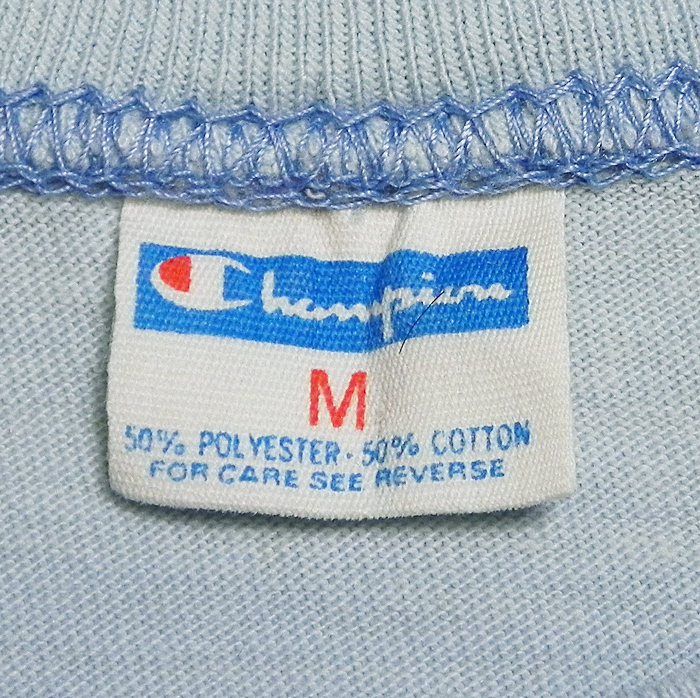 Champion
M
50% POLYESTER · 50% COTTON
FOR CARE SEE REVERSE